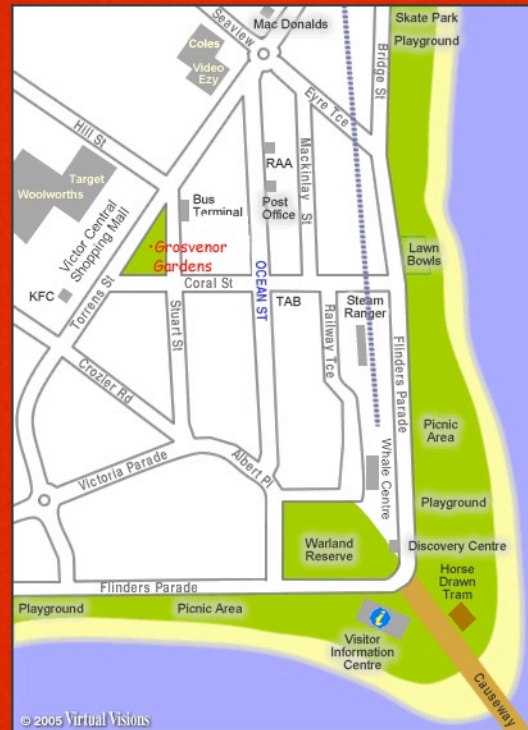 Seaview
Mac Donalds
Skate Park
Playground
Coles
Video
Ezy
Bridge St
Eyre Tce
Hill St
RAA
Mackinlay St
Target
Woolworths
Victor Central
Shopping Mall
Bus
Terminal
Post
Office
Grosvenor
Gardens
Lawn
Bowls
KFC
Torrens St
Coral St
OCEAN ST
TAB
Steam
Ranger
Stuart St
Railway Tce
Flinders Parade
Crozier Rd
Picnic
Area
Victoria Parade
Albert Pl
Whale Centre
Playground
Warland
Reserve
Discovery Centre
Horse
Drawn
Tram
Flinders Parade
Playground
Picnic Area
i
Visitor
Information
Centre
Causeway
© 2005 Virtual Visions